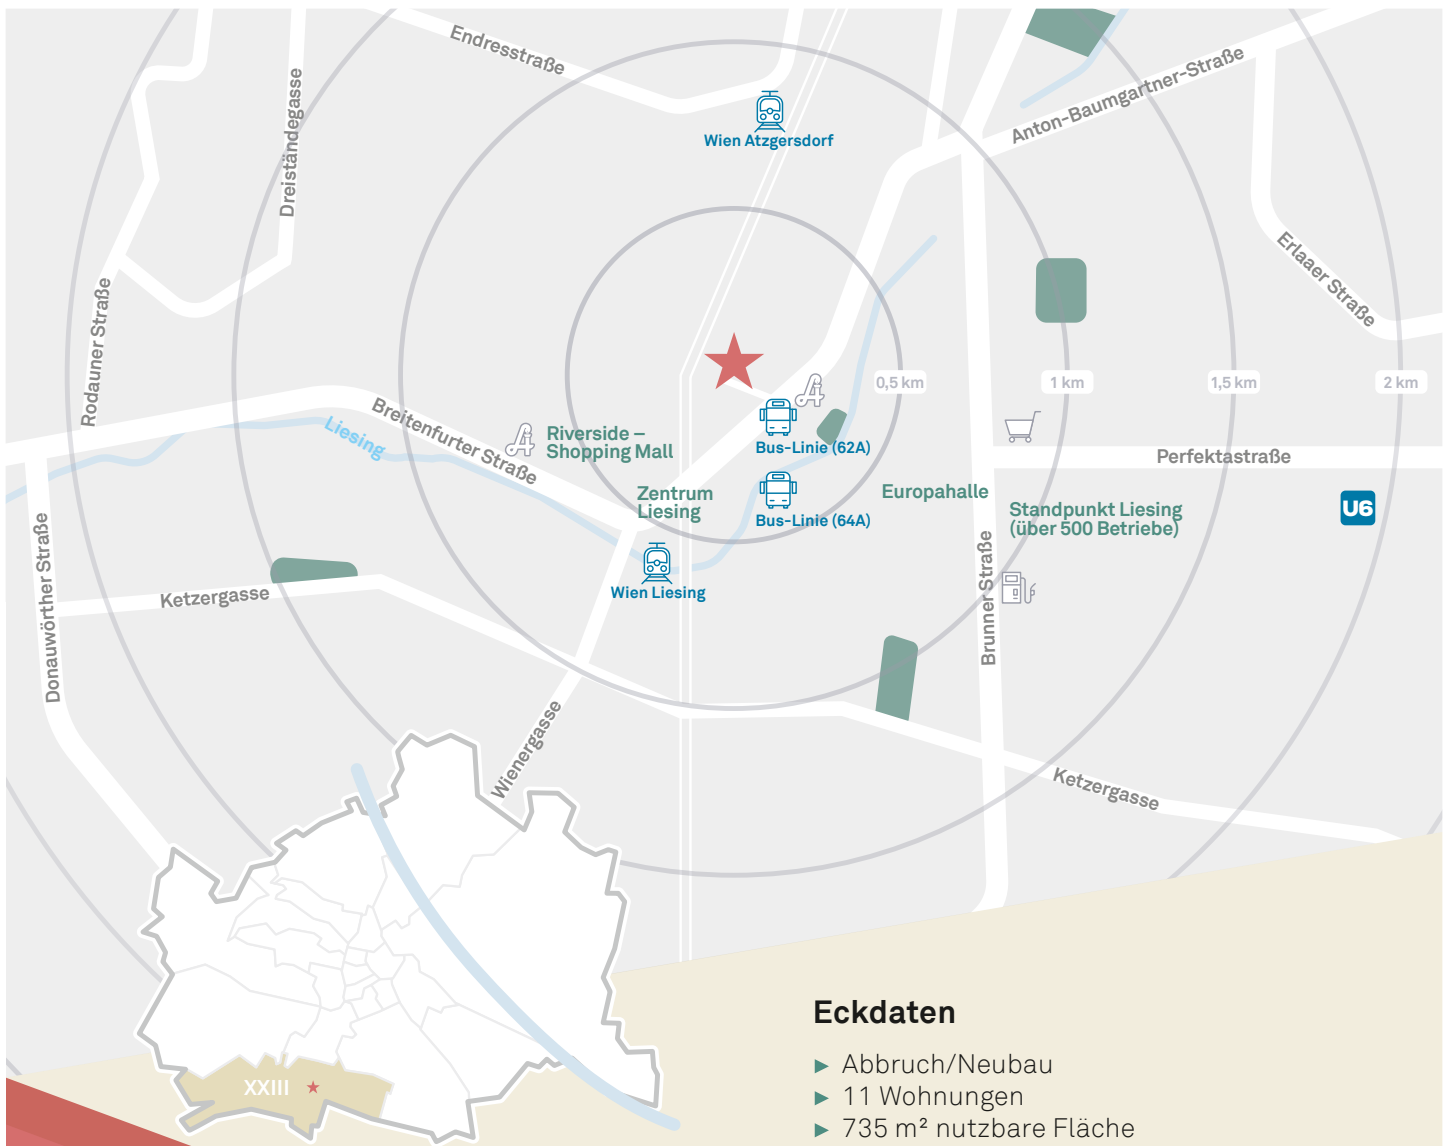 Endresstraße
Dreiständegasse
Wien Atzgersdorf
Anton-Baumgartner-Straße
Erlaaer Straße
Rodauner Straße
0,5 km
1 km
1,5 km
2 km
Breitenfurter Straße
Liesing
Riverside –
Shopping Mall
Bus-Linie (62A)
Perfektastraße
Zentrum
Liesing
Europahalle
Bus-Linie (64A)
Standpunkt Liesing
(über 500 Betriebe)
U6
Donauwörther Straße
Wien Liesing
Ketzergasse
Brunner Straße
Wienergasse
Ketzergasse
XXIII
Eckdaten
▶ Abbruch/Neubau
▶ 11 Wohnungen
▶ 735 m² nutzbare Fläche